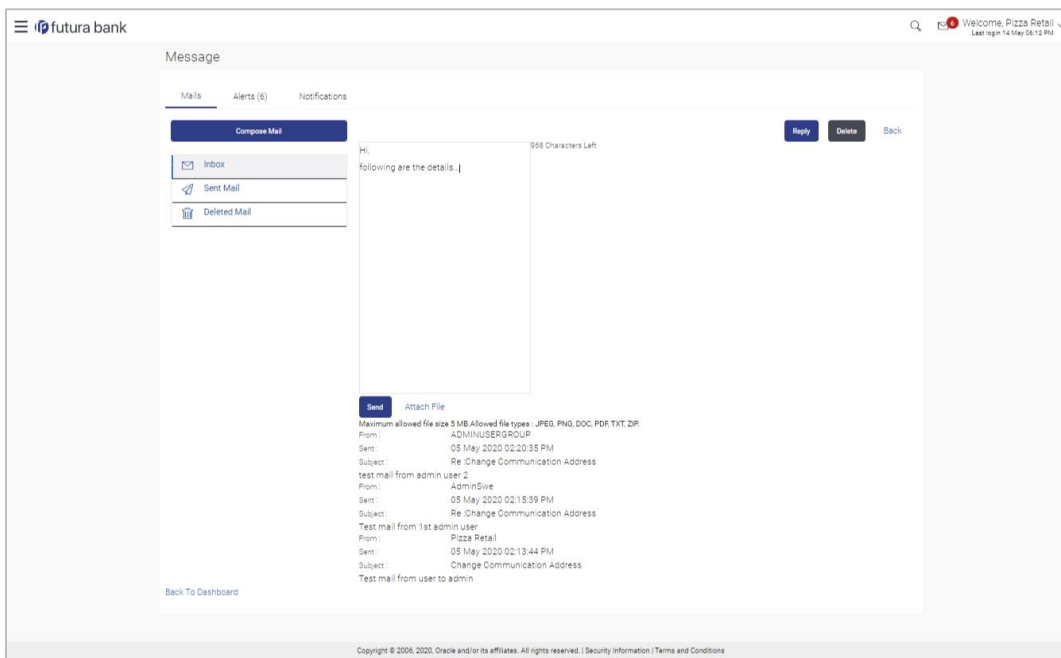 futura bank
6
Welcome, Pizza Retail
Last login 14 May 06:12 PM
Message
Mails
Alerts (6)
Notifications
Compose Mail
Reply
Delete
Back
Inbox
Sent Mail
Deleted Mail
Hi,
968 Characters Left
following are the details..
Send
Attach File
Maximum allowed file size 5 MB.Allowed file types : JPEG, PNG, DOC, PDF, TXT, ZIP.
From : ADMINUSERGROUP
Sent : 05 May 2020 02:20:35 PM
Subject : Re :Change Communication Address
test mail from admin user 2
From : AdminSwe
Sent : 05 May 2020 02:15:39 PM
Subject : Re :Change Communication Address
Test mail from 1st admin user
From : Pizza Retail
Sent : 05 May 2020 02:13:44 PM
Subject : Change Communication Address
Test mail from user to admin
Back To Dashboard
Copyright © 2006, 2020, Oracle and/or its affiliates. All rights reserved. | Security Information | Terms and Conditions